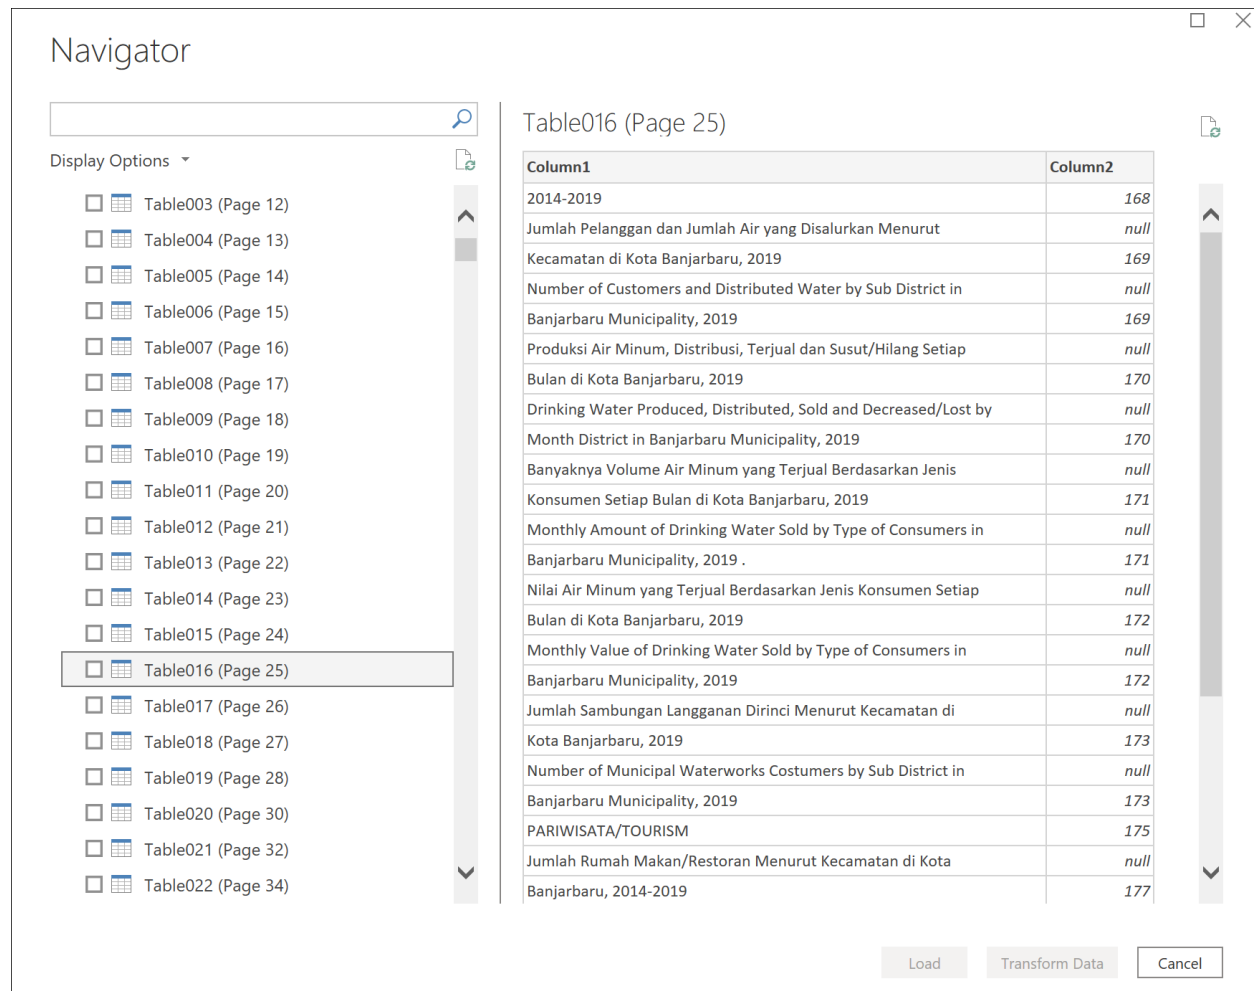 Navigator
Display Options
Table003 (Page 12)
Table004 (Page 13)
Table005 (Page 14)
Table006 (Page 15)
Table007 (Page 16)
Table008 (Page 17)
Table009 (Page 18)
Table010 (Page 19)
Table011 (Page 20)
Table012 (Page 21)
Table013 (Page 22)
Table014 (Page 23)
Table015 (Page 24)
Table016 (Page 25)
Table017 (Page 26)
Table018 (Page 27)
Table019 (Page 28)
Table020 (Page 30)
Table021 (Page 32)
Table022 (Page 34)
Table016 (Page 25)
Column1 Column2
2014-2019 168
Jumlah Pelanggan dan Jumlah Air yang Disalurkan Menurut null
Kecamatan di Kota Banjarbaru, 2019 169
Number of Customers and Distributed Water by Sub District in null
Banjarbaru Municipality, 2019 169
Produksi Air Minum, Distribusi, Terjual dan Susut/Hilang Setiap null
Bulan di Kota Banjarbaru, 2019 170
Drinking Water Produced, Distributed, Sold and Decreased/Lost by null
Month District in Banjarbaru Municipality, 2019 170
Banyaknya Volume Air Minum yang Terjual Berdasarkan Jenis null
Konsumen Setiap Bulan di Kota Banjarbaru, 2019 171
Monthly Amount of Drinking Water Sold by Type of Consumers in null
Banjarbaru Municipality, 2019 . 171
Nilai Air Minum yang Terjual Berdasarkan Jenis Konsumen Setiap null
Bulan di Kota Banjarbaru, 2019 172
Monthly Value of Drinking Water Sold by Type of Consumers in null
Banjarbaru Municipality, 2019 172
Jumlah Sambungan Langganan Dirinci Menurut Kecamatan di null
Kota Banjarbaru, 2019 173
Number of Municipal Waterworks Costumers by Sub District in null
Banjarbaru Municipality, 2019 173
PARIWISATA/TOURISM 175
Jumlah Rumah Makan/Restoran Menurut Kecamatan di Kota null
Banjarbaru, 2014-2019 177
Load Transform Data Cancel